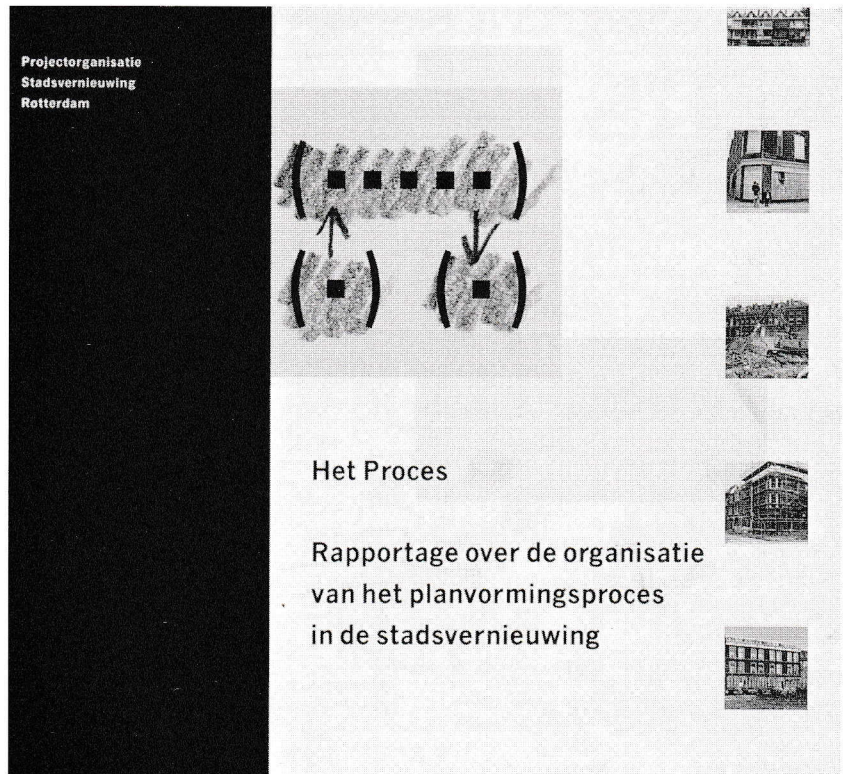 Projectorganisatie
Stadsvernieuwing
Rotterdam
Het Proces
Rapportage over de organisatie
van het planvormingsproces
in de stadsvernieuwing